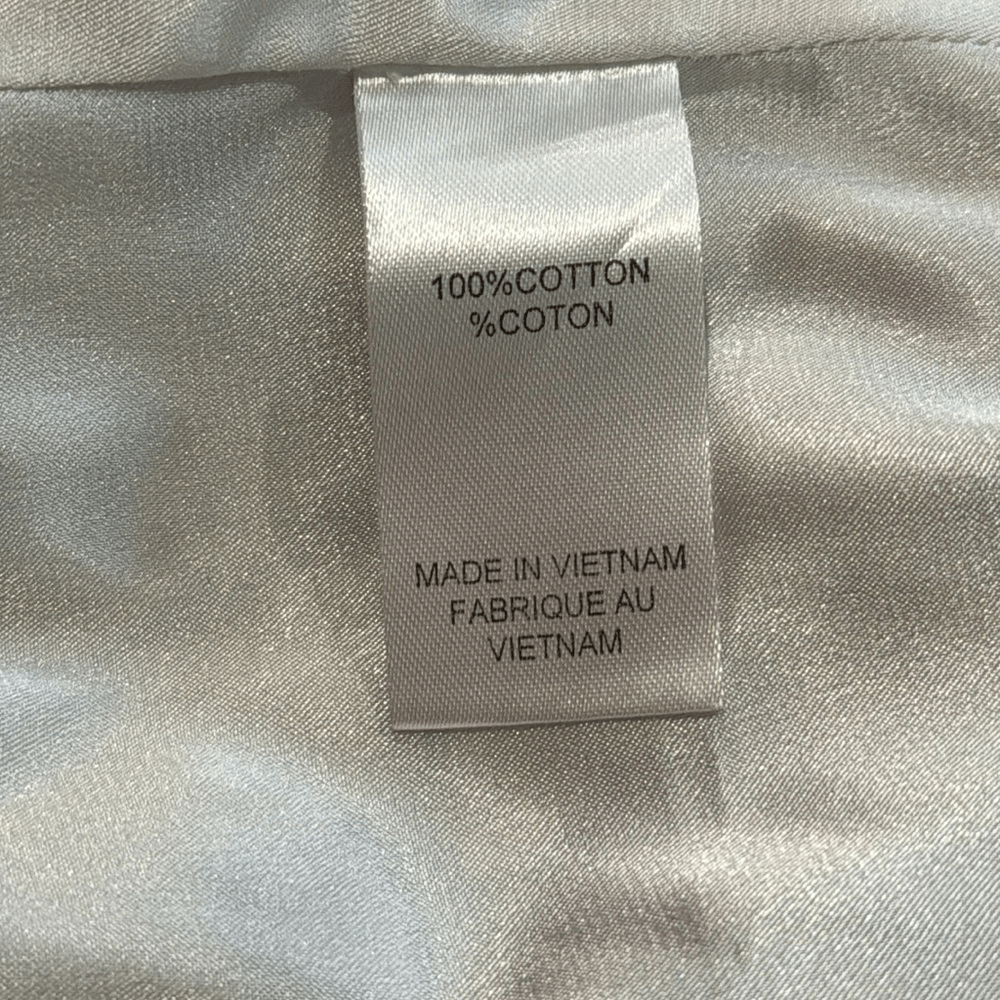 100%COTTON
%COTON
MADE IN VIETNAM
FABRIQUE AU
VIETNAM